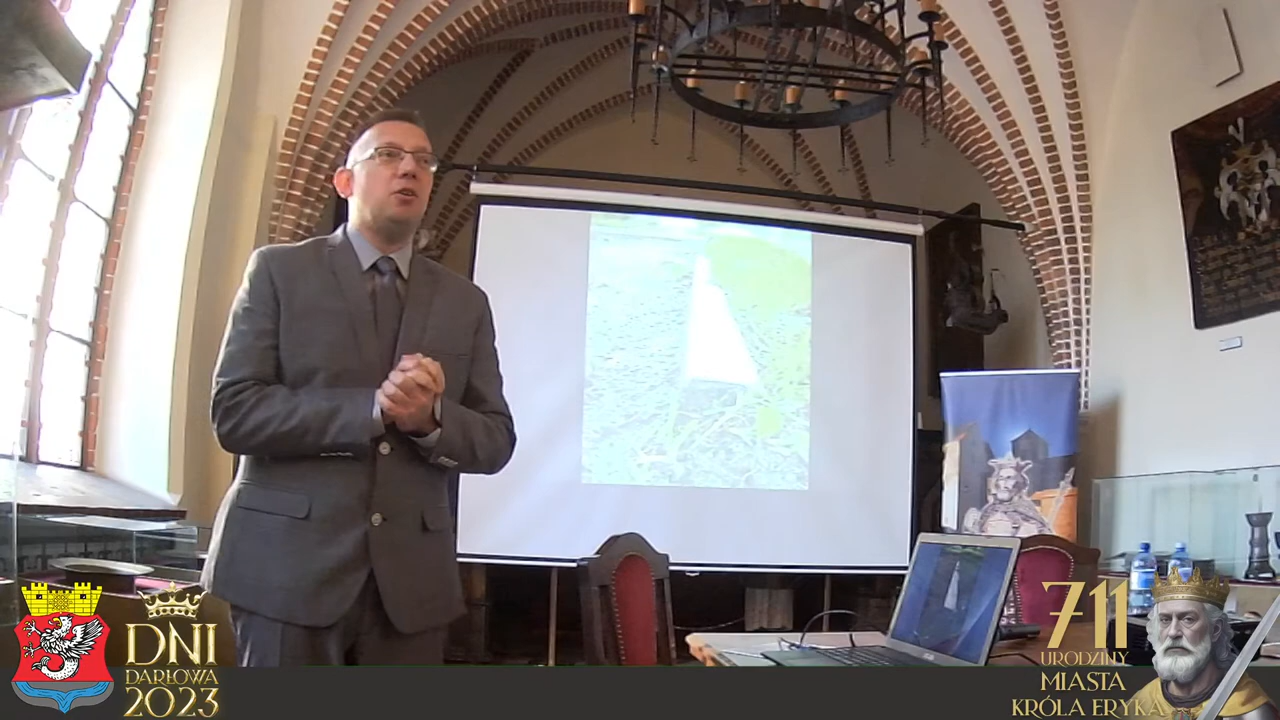 DNI
DARŁOWA
2023
711
URODZINY
MIASTA
KRÓLA ERYKA